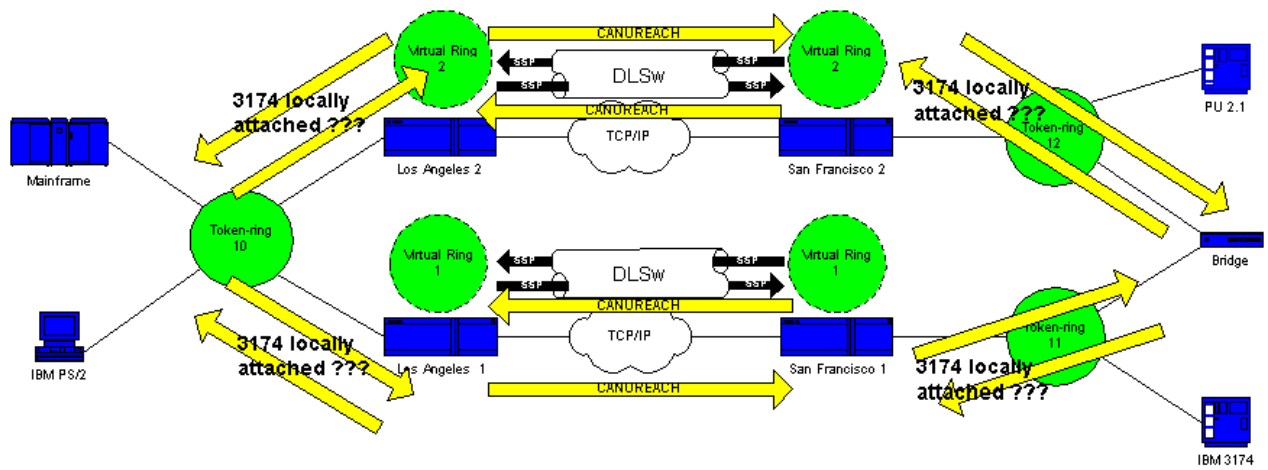 Virtual Ring
2
CANUREACH
Virtual Ring
2
SSP
SSP
DLSw
SSP
SSP
CANUREACH
3174 locally
attached ???
3174 locally
attached ???
PU 2.1
TCP/IP
Token-ring
12
Mainframe
Los Angeles 2
San Francisco 2
Token-ring
10
Virtual Ring
1
SSP
SSP
DLSw
SSP
SSP
Virtual Ring
1
Bridge
CANUREACH
Token-ring
11
TCP/IP
3174 locally
attached ???
IBM PS/2
Los Angeles 1
San Francisco 1
3174 locally
attached ???
CANUREACH
IBM 3174